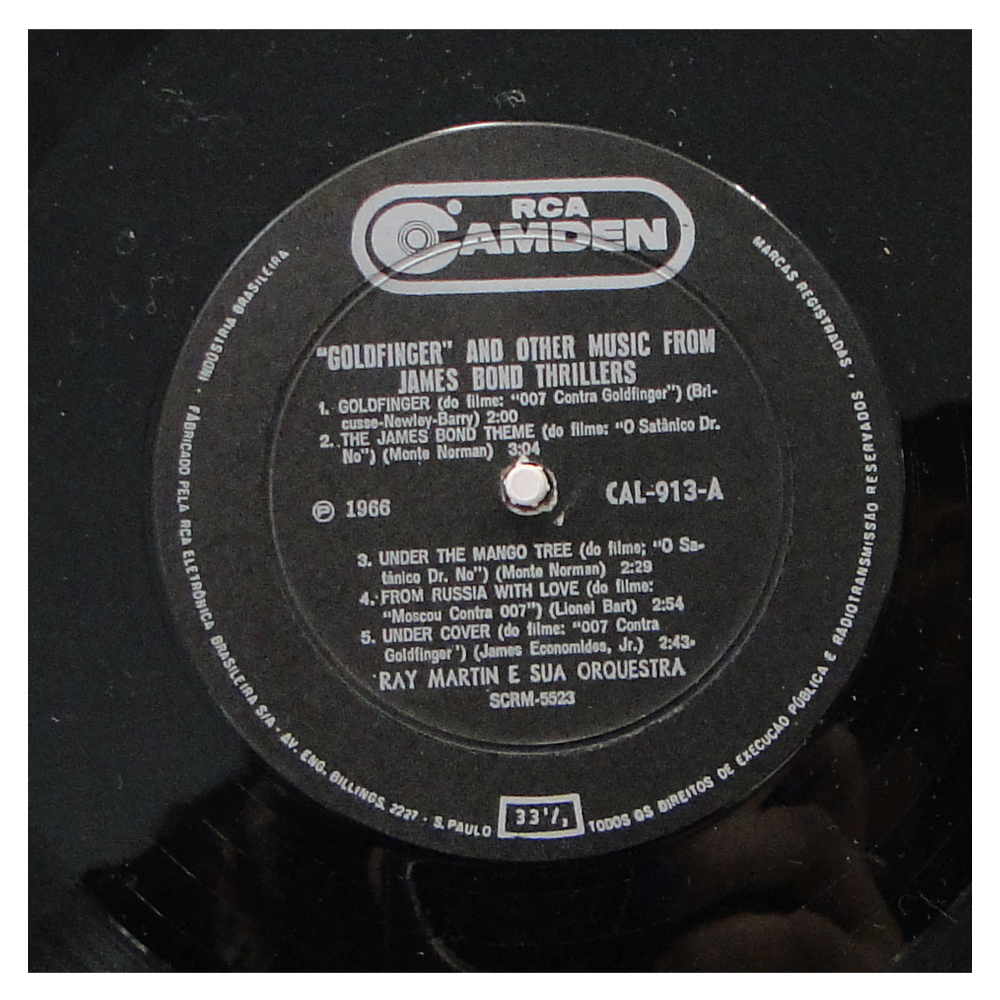 RCA
CAMDEN
"GOLDFINGER" AND OTHER MUSIC FROM
JAMES BOND THRILLERS
1. GOLDFINGER (do filme: "007 Contra Goldfinger") (Bri-
cusse-Newley-Barry) 2:00
2. THE JAMES BOND THEME (do filme: "O Satânico Dr.
No") (Monte Norman) 3:04
℗ 1966
CAL-913-A
3. UNDER THE MANGO TREE (do filme; "O Sa-
tânico Dr. No") (Monte Norman) 2:29
4. FROM RUSSIA WITH LOVE (do filme:
"Moscou Contra 007") (Lionel Bart) 2:54
5. UNDER COVER (do filme: "007 Contra
Goldfinger") (James Economides, Jr.) 2:43
RAY MARTIN E SUA ORQUESTRA
SCRM-5523
33 1/3
INDÚSTRIA BRASILEIRA · FABRICADO PELA RCA ELETRÔNICA BRASILEIRA S/A · AV. ENG. BILLINGS, 2227 · S. PAULO
MARCAS REGISTRADAS · TODOS OS DIREITOS DE EXECUÇÃO PÚBLICA E RADIOTRANSMISSÃO RESERVADOS